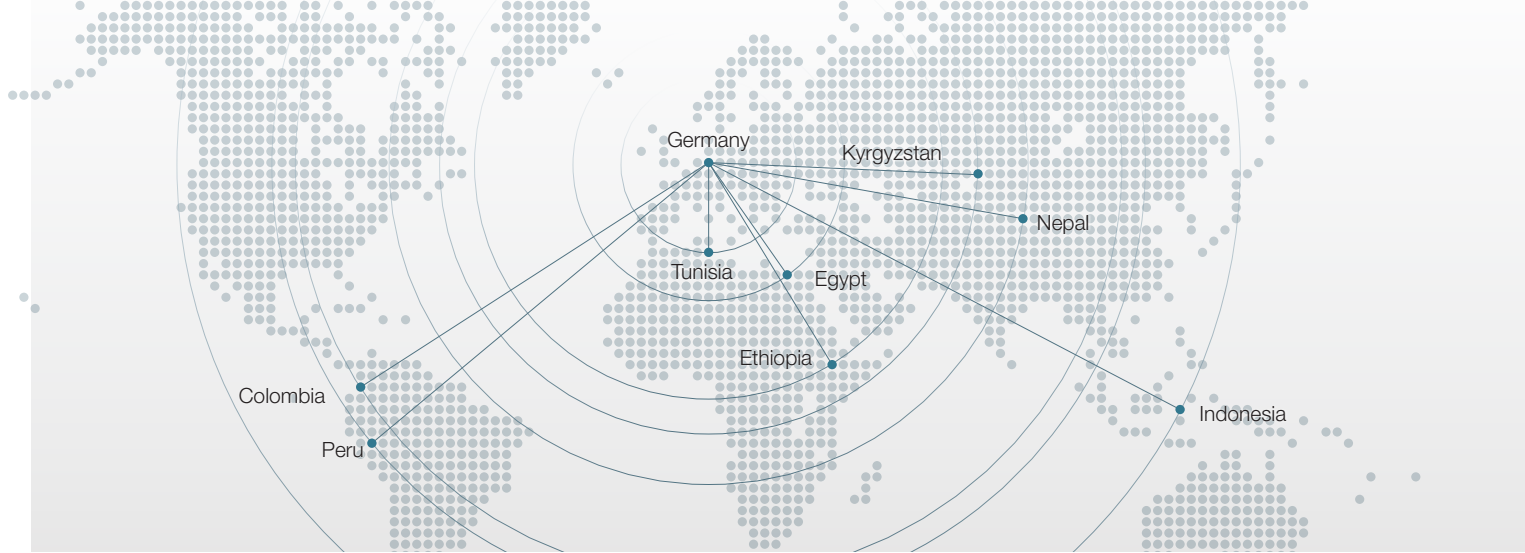 Germany
Kyrgyzstan
Nepal
Tunisia
Egypt
Ethiopia
Colombia
Indonesia
Peru